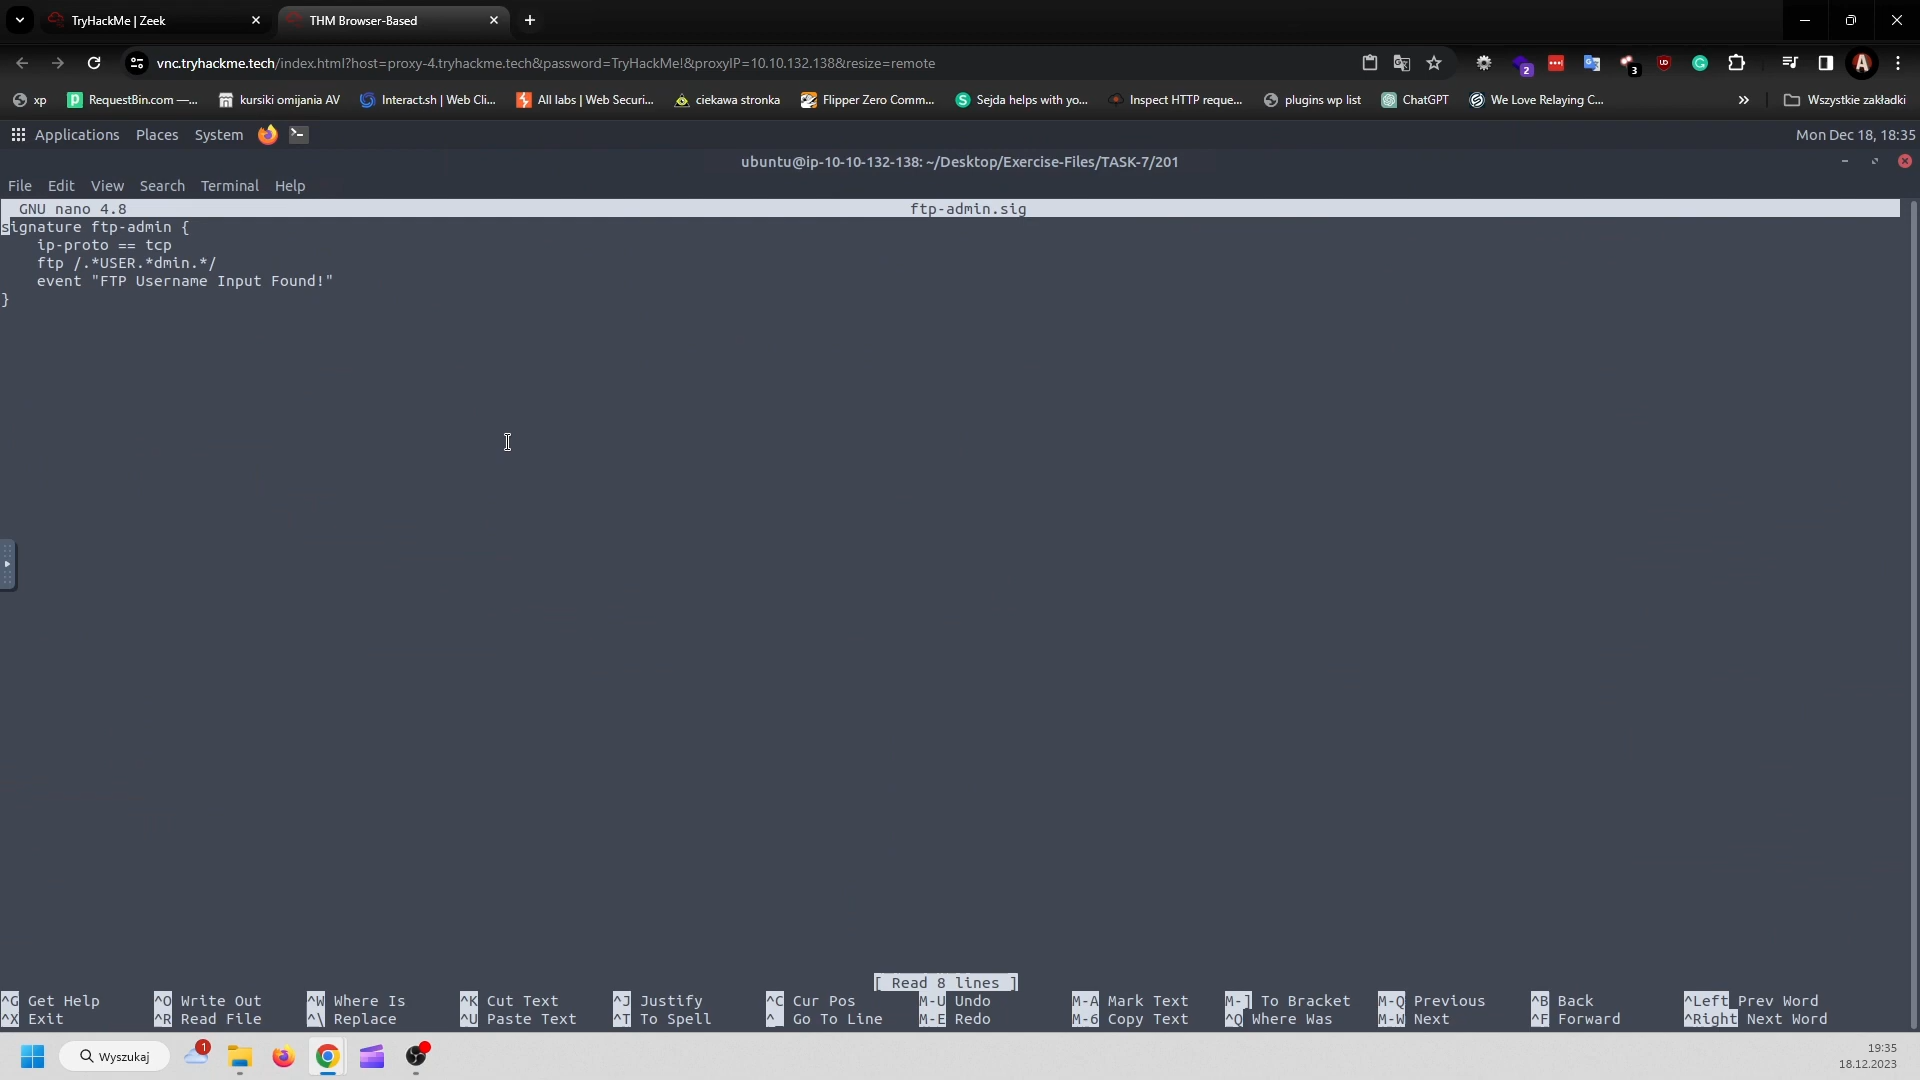 TryHackMe | Zeek
THM Browser-Based
vnc.tryhackme.tech/index.html?host=proxy-4.tryhackme.tech&password=TryHackMe!&proxyIP=10.10.132.138&resize=remote
2
3
A
xp
RequestBin.com —...
kursiki omijania AV
Interact.sh | Web Cli...
All labs | Web Securi...
ciekawa stronka
Flipper Zero Comm...
Sejda helps with yo...
Inspect HTTP reque...
plugins wp list
ChatGPT
We Love Relaying C...
»
Wszystkie zakładki
Applications Places System
Mon Dec 18, 18:35
ubuntu@ip-10-10-132-138: ~/Desktop/Exercise-Files/TASK-7/201
File Edit View Search Terminal Help
GNU nano 4.8 ftp-admin.sig
signature ftp-admin {
ip-proto == tcp
ftp /.*USER.*dmin.*/
event "FTP Username Input Found!"
}
[ Read 8 lines ]
^G Get Help ^O Write Out ^W Where Is ^K Cut Text ^J Justify ^C Cur Pos M-U Undo M-A Mark Text M-] To Bracket M-Q Previous ^B Back ^Left Prev Word
^X Exit ^R Read File ^\ Replace ^U Paste Text ^T To Spell ^_ Go To Line M-E Redo M-6 Copy Text ^Q Where Was M-W Next ^F Forward ^Right Next Word
Wyszukaj
1
19:35
18.12.2023